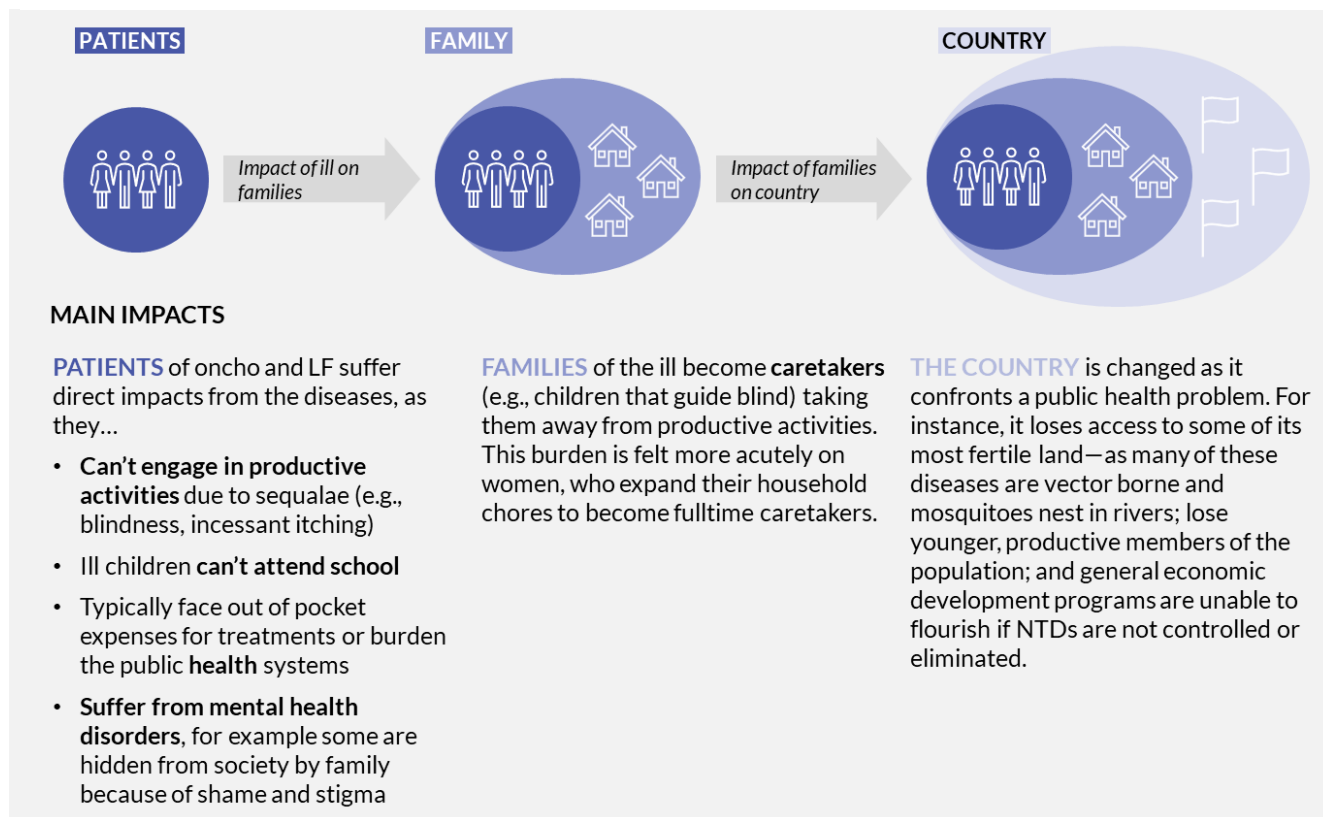 PATIENTS
FAMILY
COUNTRY
Impact of ill on
families
Impact of families
on country
MAIN IMPACTS
PATIENTS of oncho and LF suffer
direct impacts from the diseases, as
they…
• Can't engage in productive
activities due to sequalae (e.g.,
blindness, incessant itching)
• Ill children can't attend school
• Typically face out of pocket
expenses for treatments or burden
the public health systems
• Suffer from mental health
disorders, for example some are
hidden from society by family
because of shame and stigma
FAMILIES of the ill become caretakers
(e.g., children that guide blind) taking
them away from productive activities.
This burden is felt more acutely on
women, who expand their household
chores to become fulltime caretakers.
THE COUNTRY is changed as it
confronts a public health problem. For
instance, it loses access to some of its
most fertile land—as many of these
diseases are vector borne and
mosquitoes nest in rivers; lose
younger, productive members of the
population; and general economic
development programs are unable to
flourish if NTDs are not controlled or
eliminated.